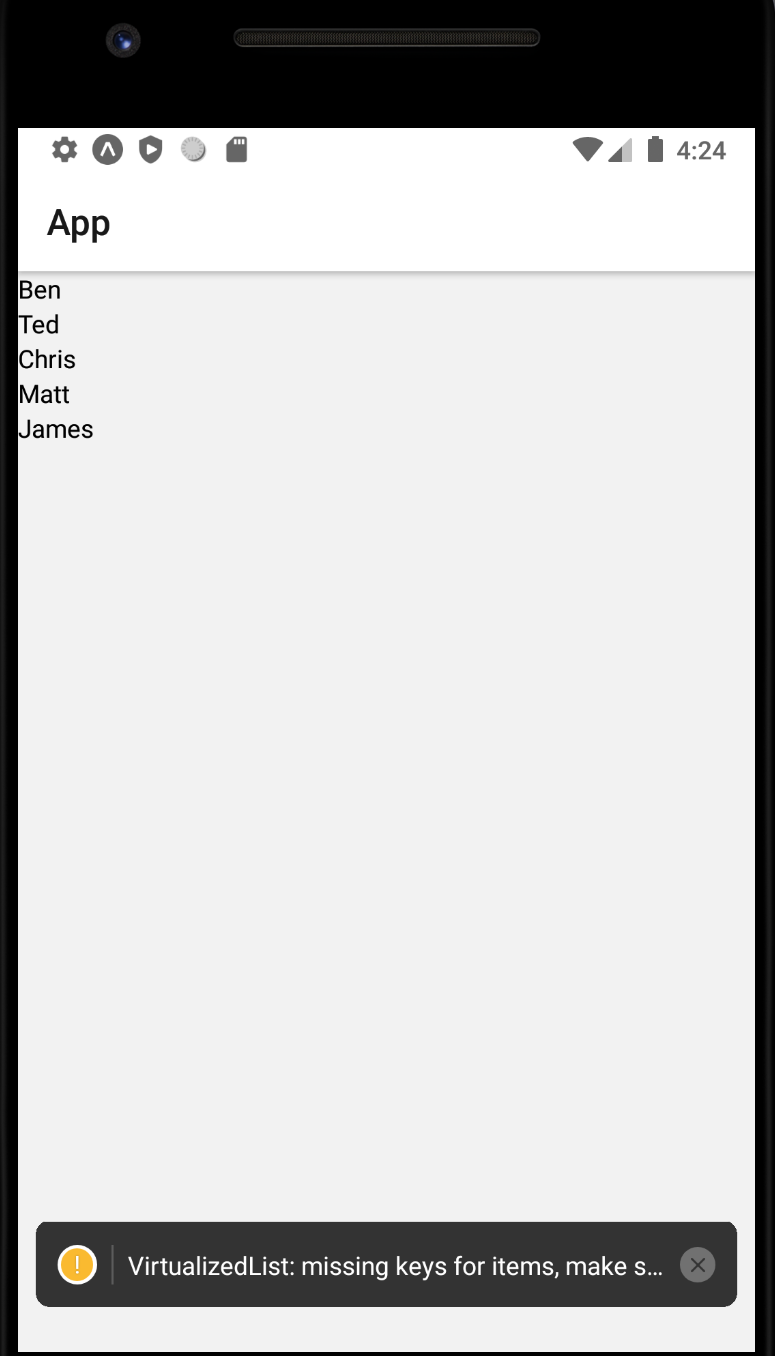 4:24
App
Ben
Ted
Chris
Matt
James
VirtualizedList: missing keys for items, make s...